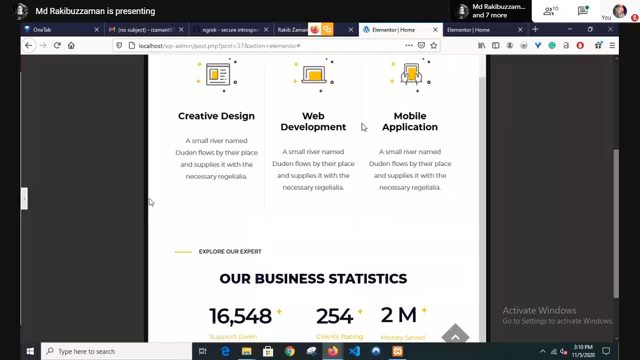 Md Rakibuzzaman is presenting
Md Rakibuzzaman
and 7 more
10
You
OneTab
(no subject) - rzamant9
ngrok - secure introsp
Rakib Zaman
Elementor | Home
Elementor | Home
localhost/wp-admin/post.php?post=37&action=elementor#
Creative Design
Web
Development
Mobile
Application
A small river named
Duden flows by their place
and supplies it with the
necessary regelialia.
A small river named
Duden flows by their place
and supplies it with the
necessary regelialia.
A small river named
Duden flows by their place
and supplies it with the
necessary regelialia.
EXPLORE OUR EXPERT
OUR BUSINESS STATISTICS
16,548 +
254 +
2 M +
Support Given
Clients Rating
Money Saved
Activate Windows
Go to Settings to activate Windows.
Type here to search
3:10 PM
11/5/2020